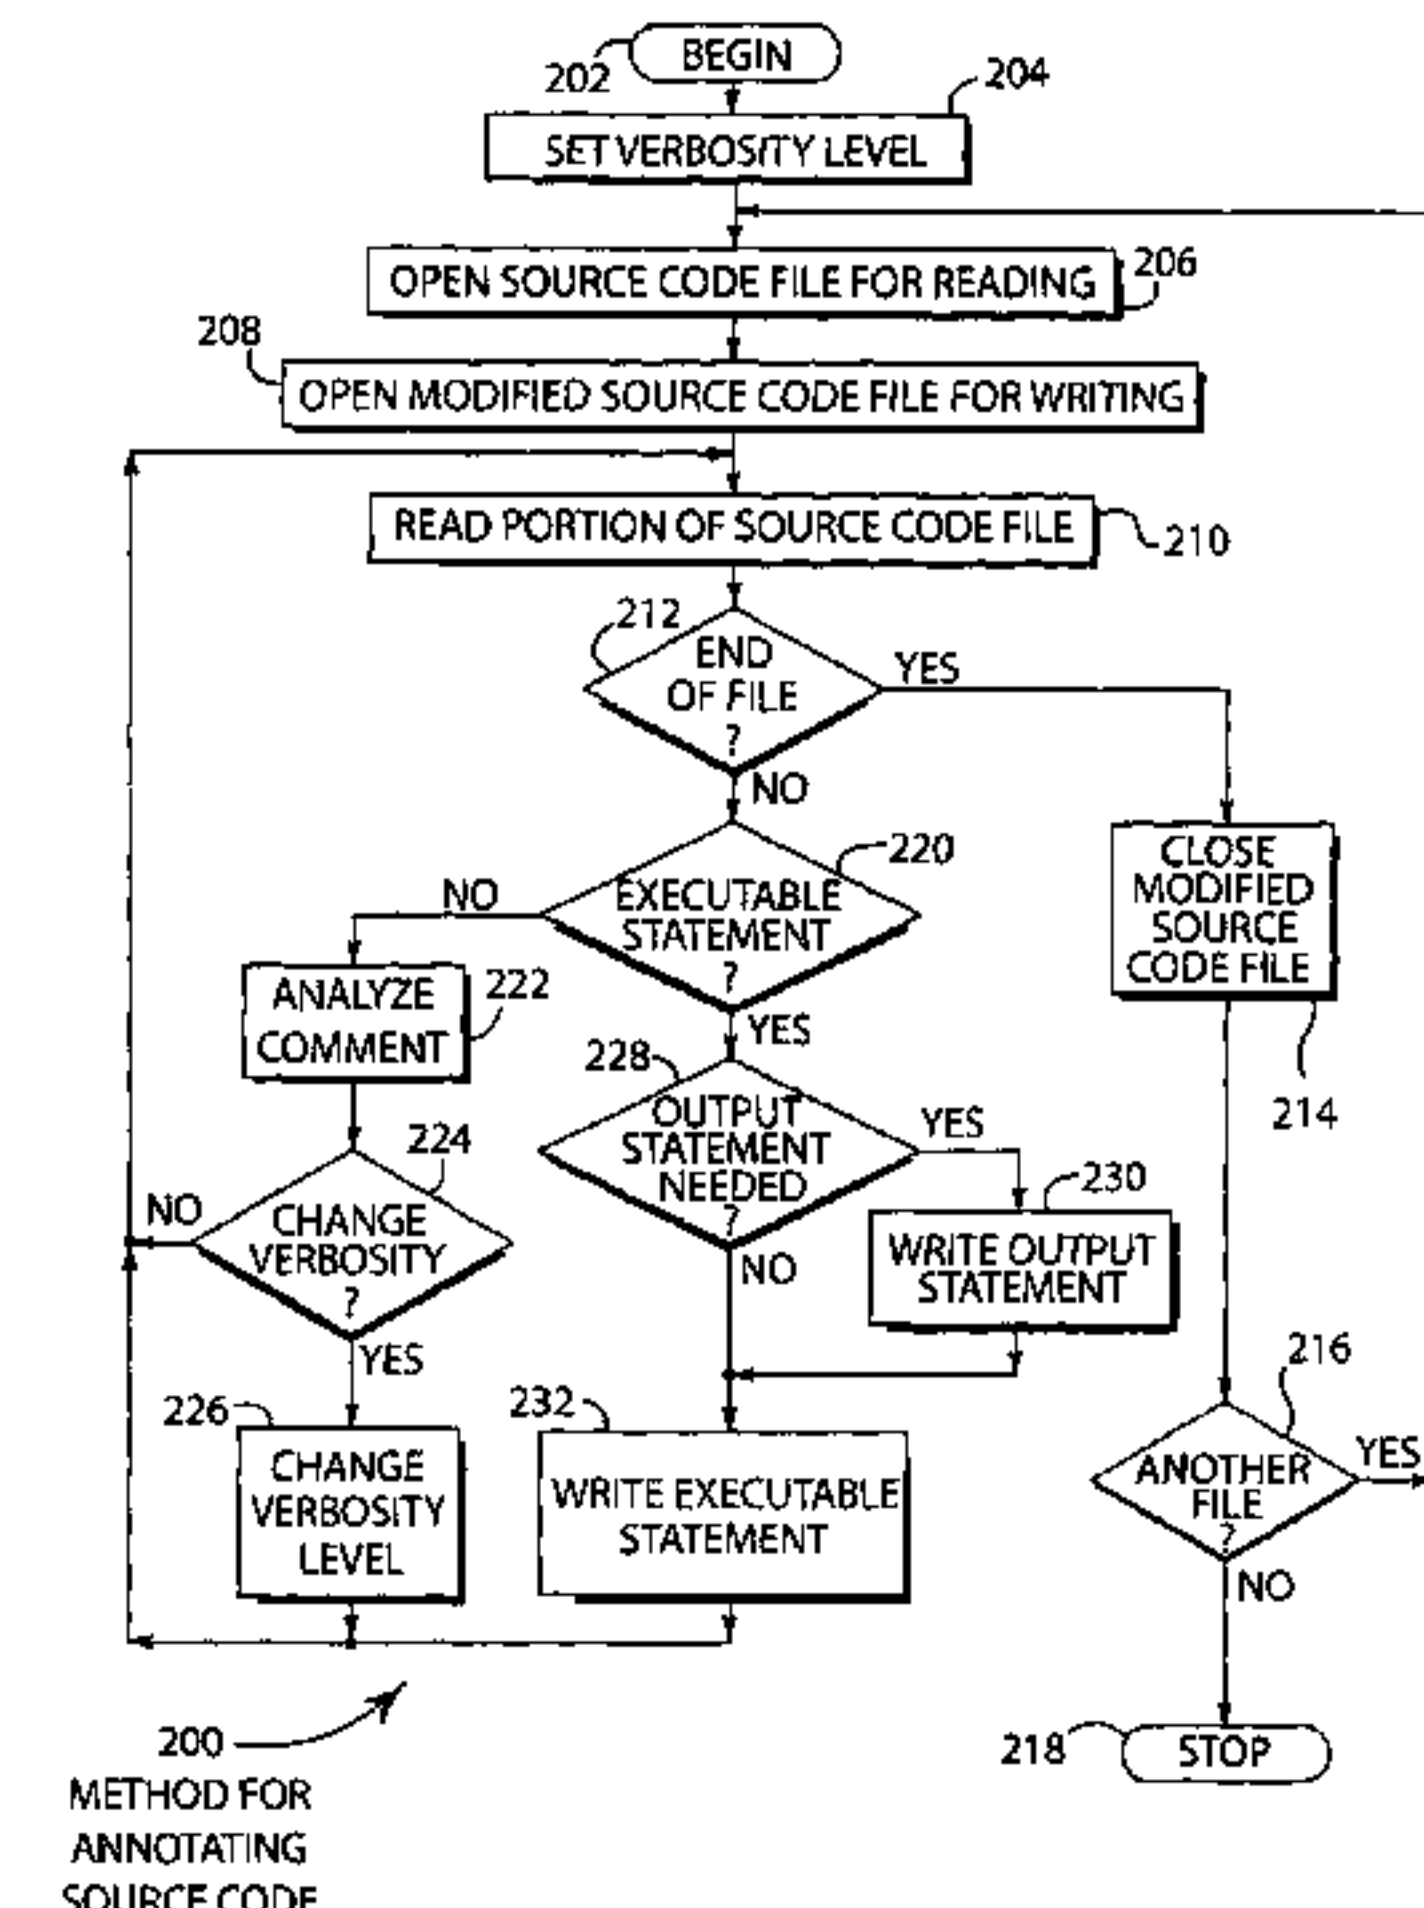 BEGIN
202
204
SET VERBOSITY LEVEL
OPEN SOURCE CODE FILE FOR READING
206
208
OPEN MODIFIED SOURCE CODE FILE FOR WRITING
READ PORTION OF SOURCE CODE FILE
210
212
END
OF FILE
?
YES
NO
220
EXECUTABLE
STATEMENT
?
NO
YES
CLOSE
MODIFIED
SOURCE
CODE FILE
214
ANALYZE
COMMENT
222
228
OUTPUT
STATEMENT
NEEDED
?
YES
NO
224
CHANGE
VERBOSITY
?
NO
YES
230
WRITE OUTPUT
STATEMENT
216
ANOTHER
FILE
?
YES
NO
226
CHANGE
VERBOSITY
LEVEL
232
WRITE EXECUTABLE
STATEMENT
218
STOP
200
METHOD FOR
ANNOTATING
SOURCE CODE